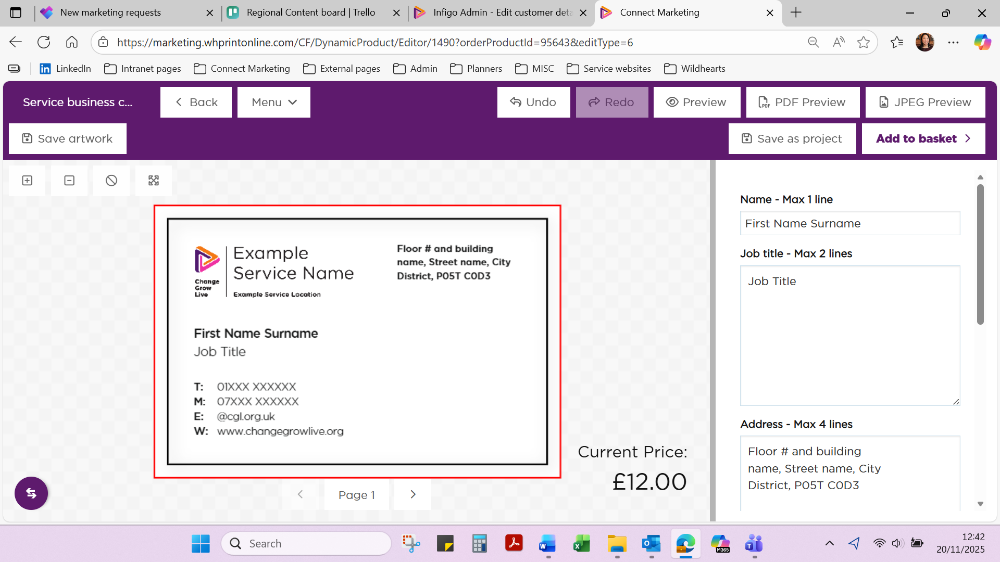 New marketing requests
Regional Content board | Trello
Infigo Admin - Edit customer deta
Connect Marketing
https://marketing.whprintonline.com/CF/DynamicProduct/Editor/1490?orderProductId=95643&editType=6
LinkedIn
Intranet pages
Connect Marketing
External pages
Admin
Planners
MISC
Service websites
Wildhearts
Service business c...
Back
Menu
Undo
Redo
Preview
PDF Preview
JPEG Preview
Save artwork
Save as project
Add to basket
Example
Service Name
Change
Grow
Live
Example Service Location
Floor # and building
name, Street name, City
District, P05T C0D3
First Name Surname
Job Title
T: 01XXX XXXXXX
M: 07XXX XXXXXX
E: @cgl.org.uk
W: www.changegrowlive.org
Current Price:
£12.00
Page 1
Name - Max 1 line
First Name Surname
Job title - Max 2 lines
Job Title
Address - Max 4 lines
Floor # and building
name, Street name, City
District, P05T C0D3
Search
M365
12:42
20/11/2025